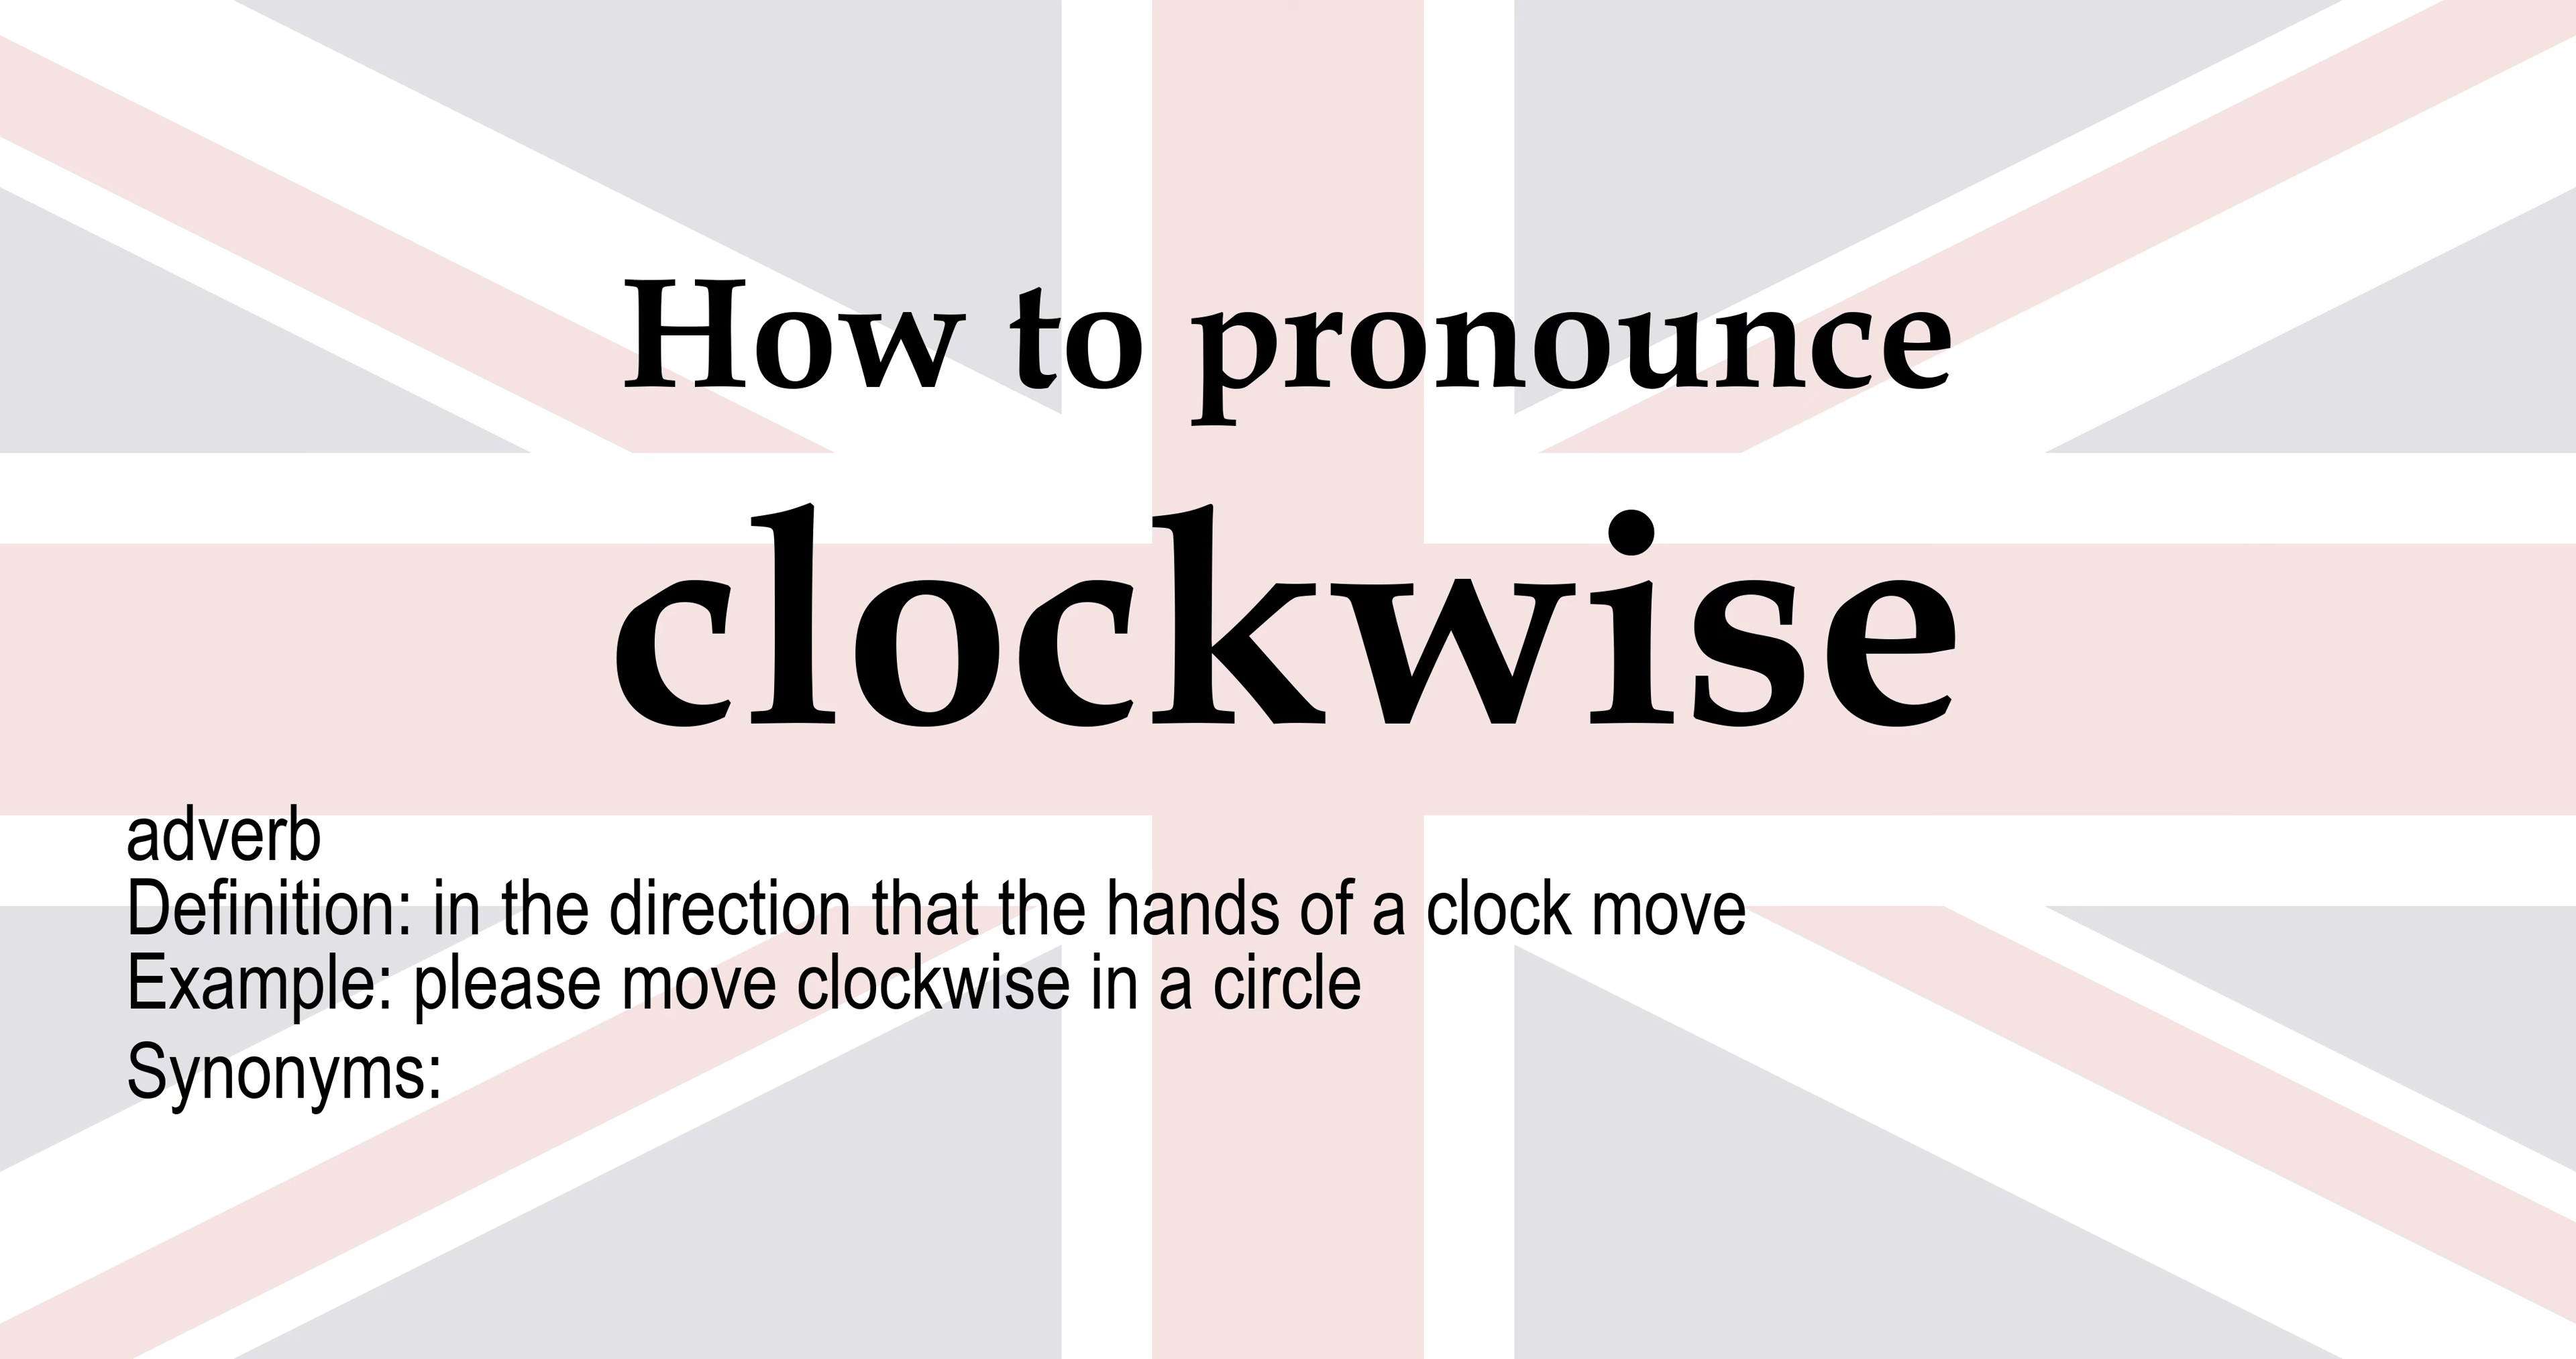 How to pronounce
clockwise
adverb
Definition: in the direction that the hands of a clock move
Example: please move clockwise in a circle
Synonyms: